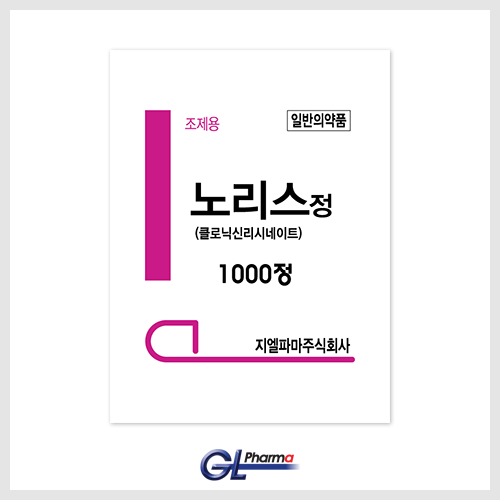 조제용
일반의약품
노리스정
(클로닉신리시네이트)
1000정
지엘파마주식회사
GL Pharma